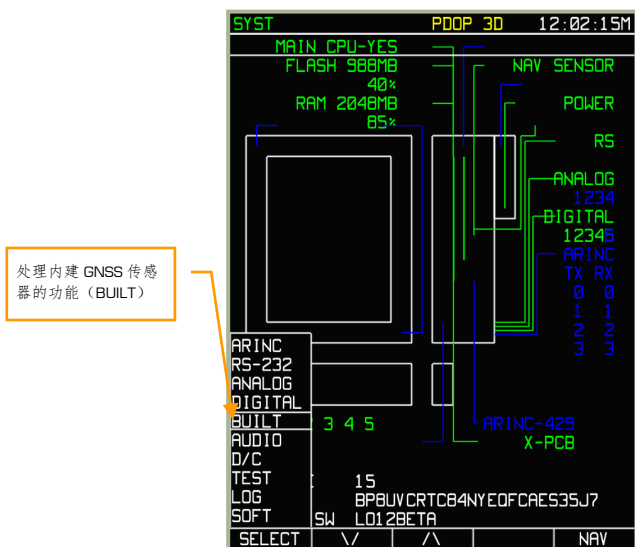 SYST PDOP 3D 12:02:15M
MAIN CPU-YES
FLASH 988MB NAV SENSOR
40%
RAM 2048MB POWER
85%
RS
ANALOG
1234
DIGITAL
12345
ARINC
TX RX
0 0
1 1
2 2
3 3
处理内建 GNSS 传感
器的功能（BUILT）
ARINC
RS-232
ANALOG
DIGITAL
BUILT 3 4 5 ARINC-429
AUDIO X-PCB
D/C
TEST : 15
LOG BPBUVCRTCB4NYEOFCAES35J7
SOFT SW L012BETA
SELECT \/ /\ NAV